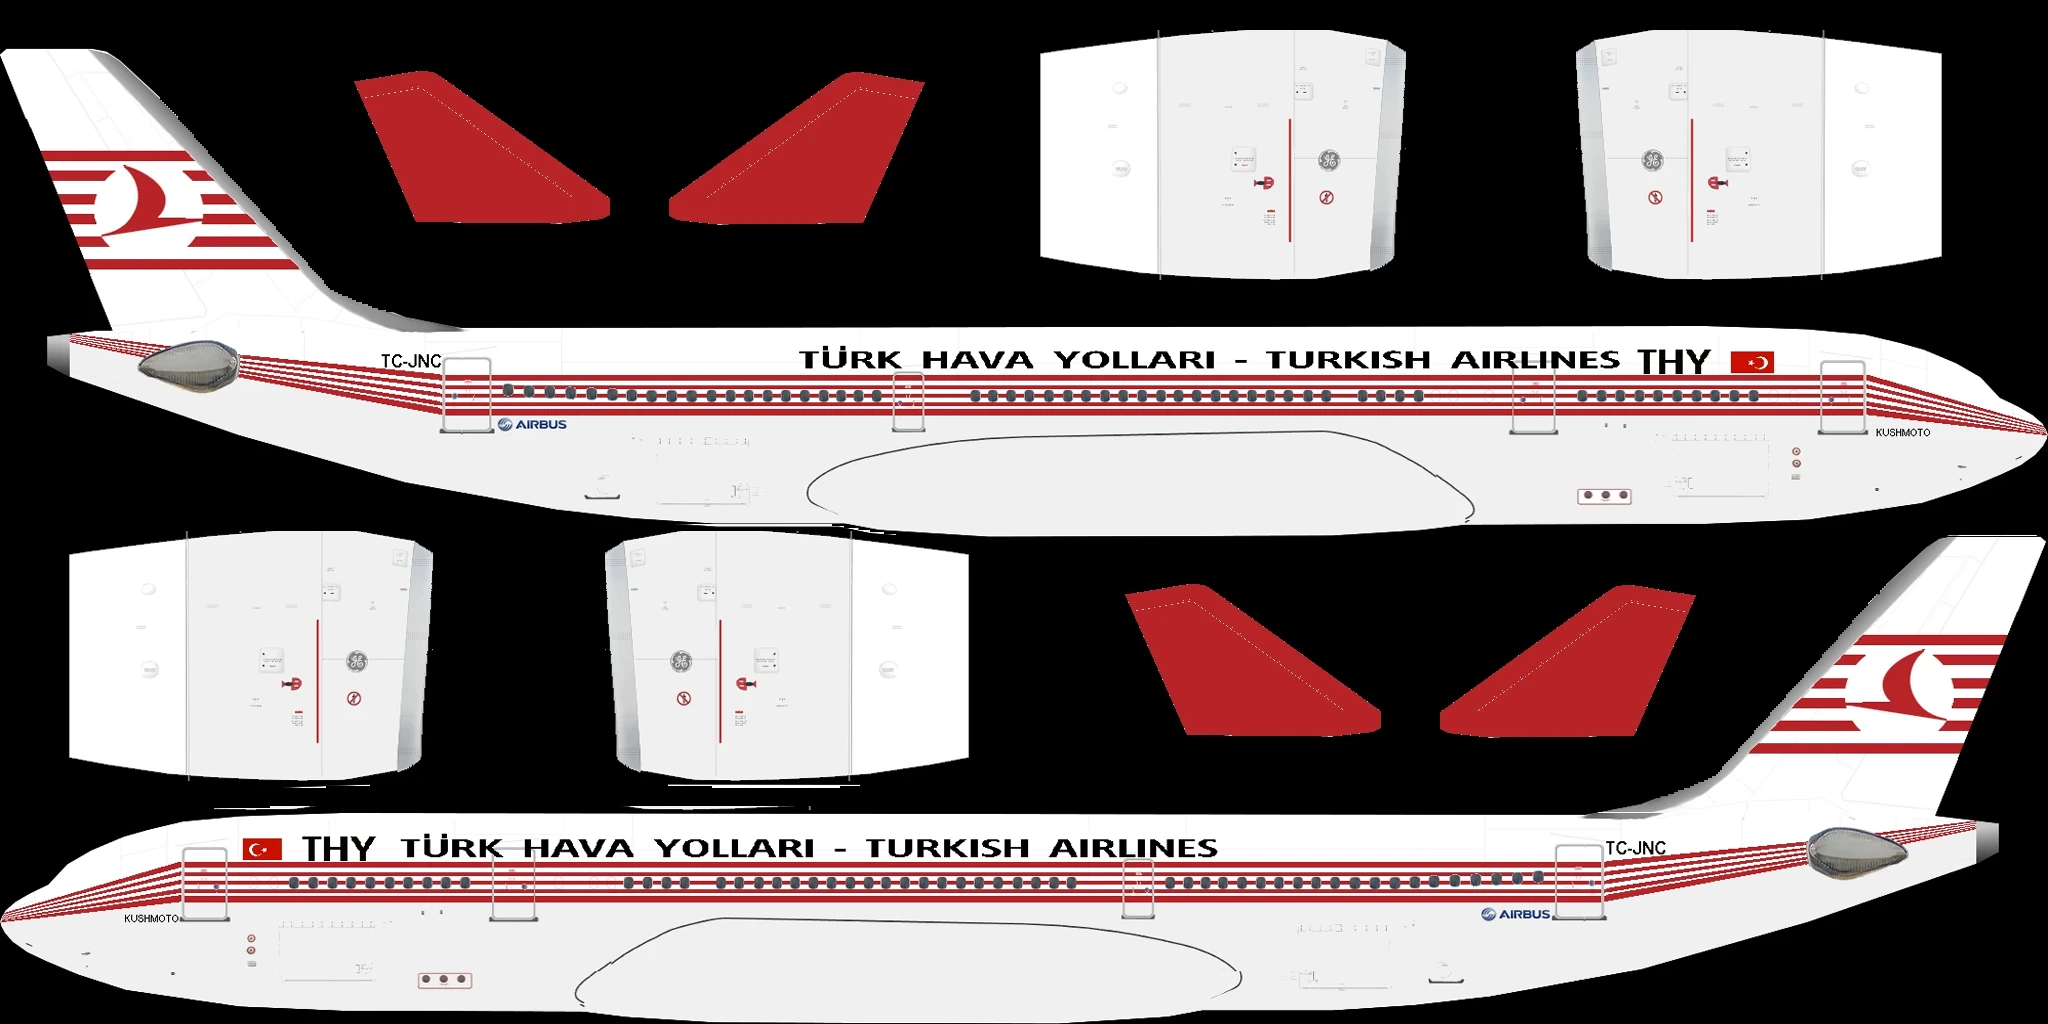 TC-JNC
TÜRK HAVA YOLLARI - TURKISH AIRLINES THY
AIRBUS
KUSHMOTO
THY TÜRK HAVA YOLLARI - TURKISH AIRLINES
TC-JNC
KUSHMOTO
AIRBUS